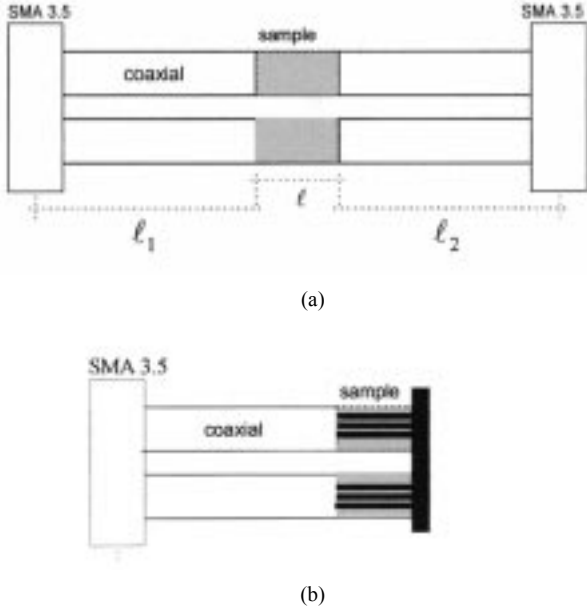 SMA 3.5
SMA 3.5
sample
coaxial
ℓ
ℓ₁
ℓ₂
(a)
SMA 3.5
sample
coaxial
(b)